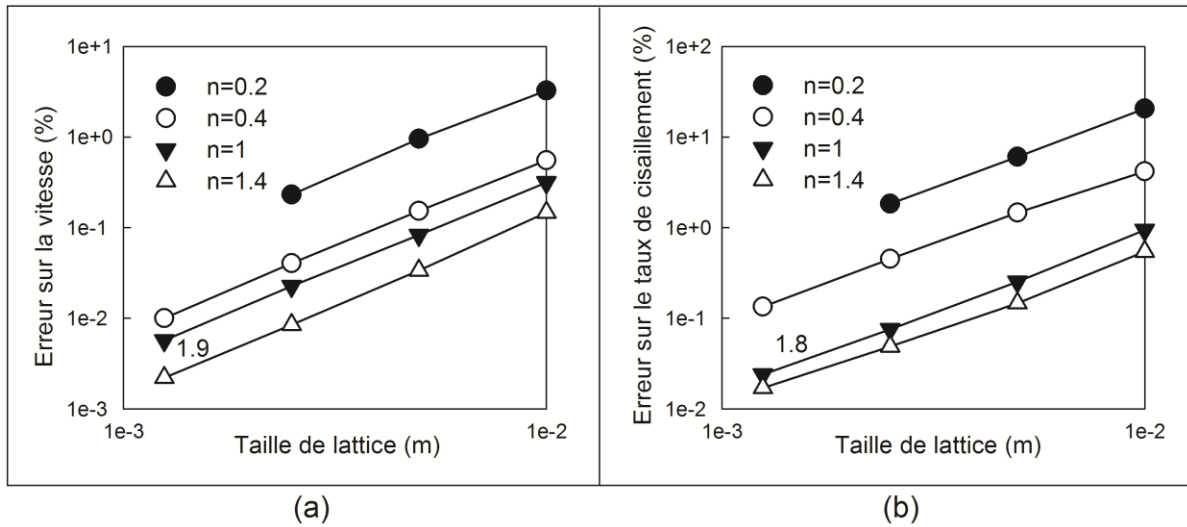 Erreur sur la vitesse (%)
1e+1
1e+0
1e-1
1e-2
1e-3
n=0.2
n=0.4
n=1
n=1.4
1.9
1e-3
1e-2
Taille de lattice (m)
(a)
Erreur sur le taux de cisaillement (%)
1e+2
1e+1
1e+0
1e-1
1e-2
n=0.2
n=0.4
n=1
n=1.4
1.8
1e-3
1e-2
Taille de lattice (m)
(b)